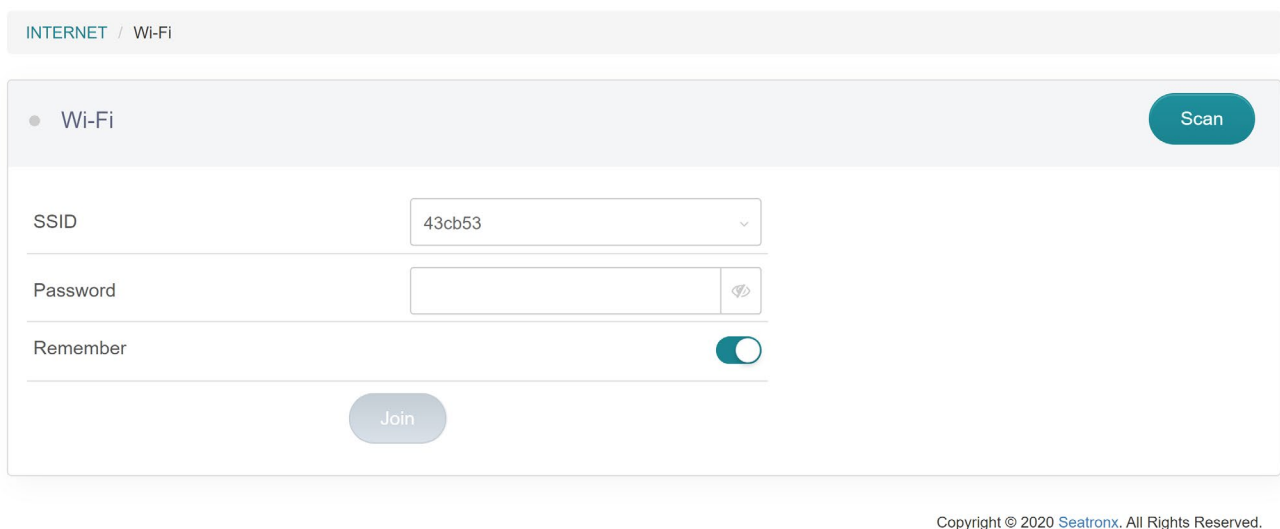 INTERNET / Wi-Fi
Wi-Fi
Scan
SSID
43cb53
Password
Remember
Join
Copyright © 2020 Seatronx. All Rights Reserved.